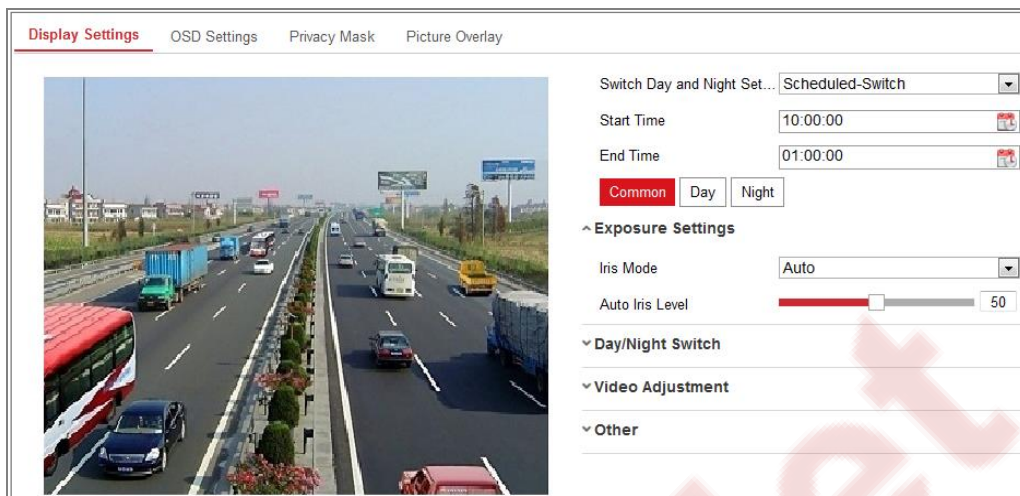 Display Settings OSD Settings Privacy Mask Picture Overlay
Switch Day and Night Set... Scheduled-Switch
Start Time 10:00:00
End Time 01:00:00
Common Day Night
Exposure Settings
Iris Mode Auto
Auto Iris Level 50
Day/Night Switch
Video Adjustment
Other